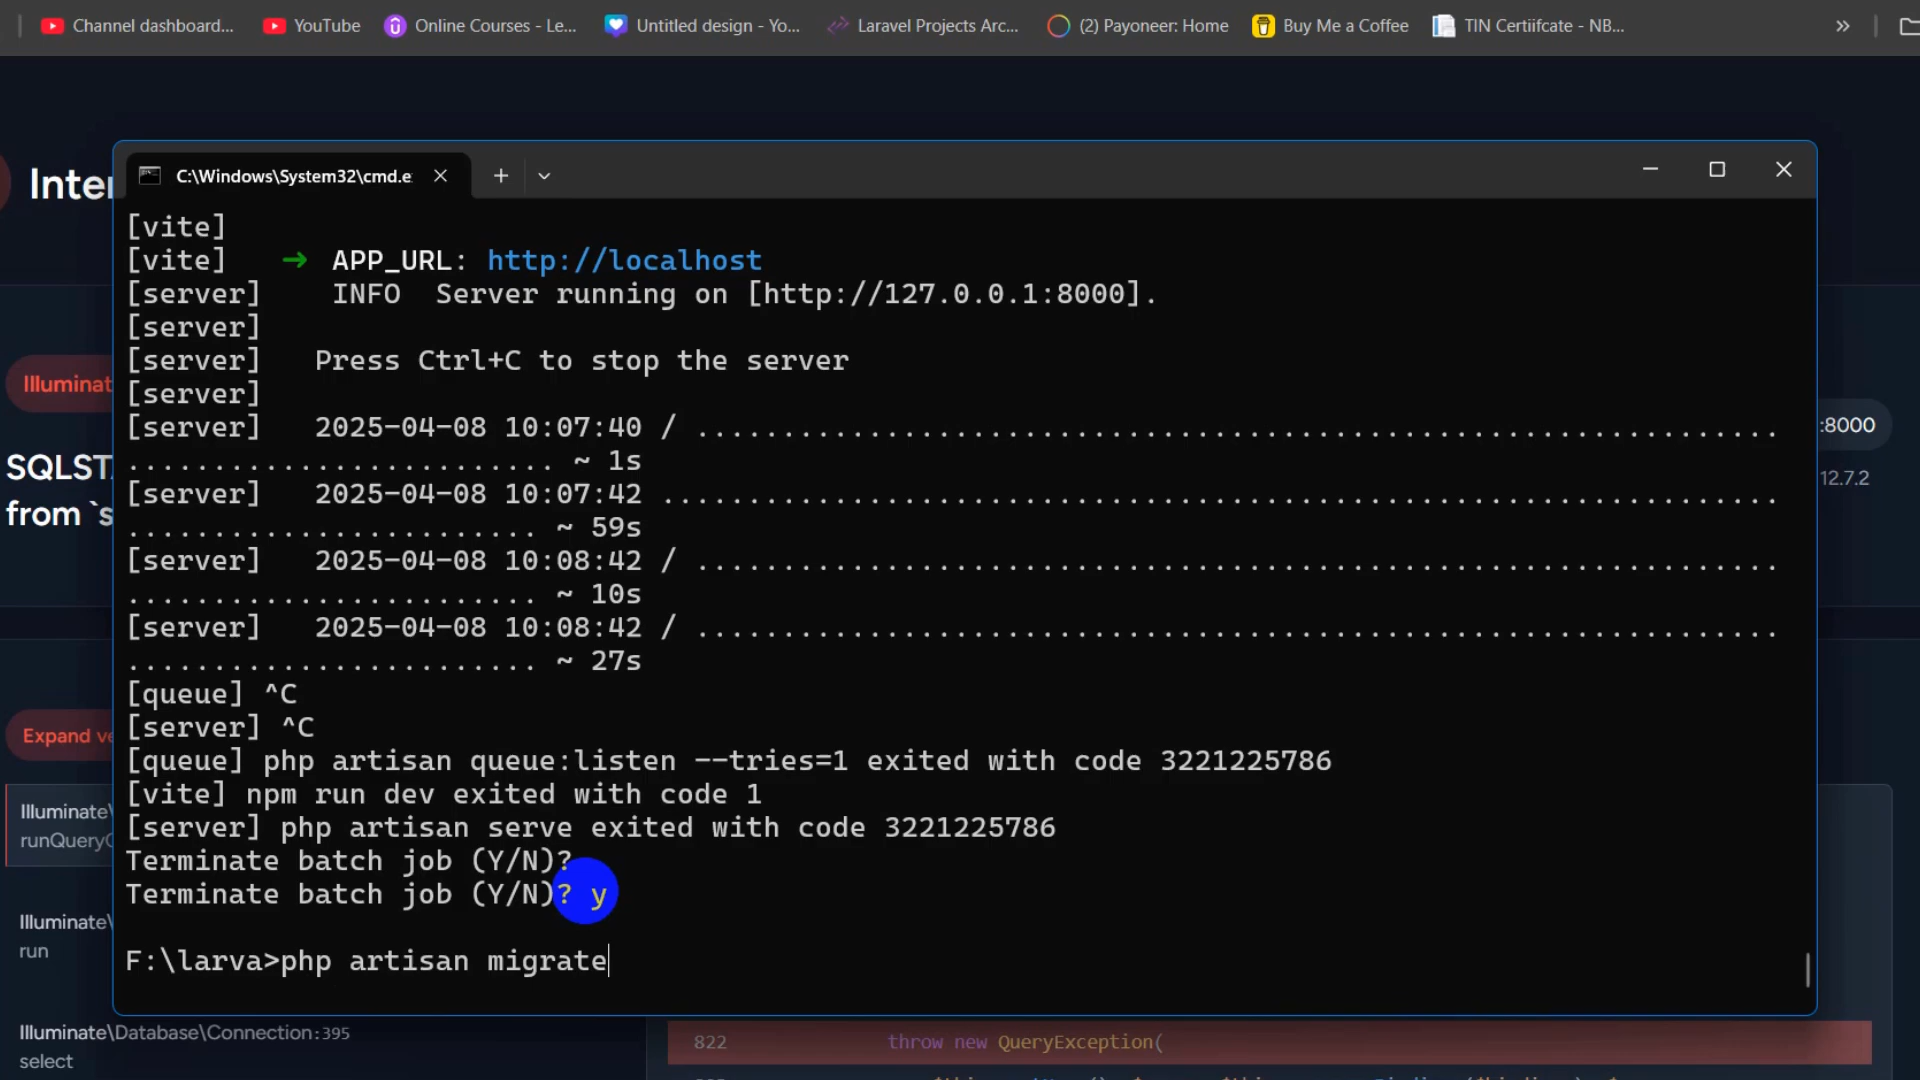 Channel dashboard... YouTube Online Courses - Le... Untitled design - Yo... Laravel Projects Arc... (2) Payoneer: Home Buy Me a Coffee TIN Certiifcate - NB... »
C:\Windows\System32\cmd.e
[vite]
[vite] ➜ APP_URL: http://localhost
[server] INFO Server running on [http://127.0.0.1:8000].
[server]
[server] Press Ctrl+C to stop the server
[server]
[server] 2025-04-08 10:07:40 / ...............................................................
......................... ~ 1s
[server] 2025-04-08 10:07:42 .................................................................
........................ ~ 59s
[server] 2025-04-08 10:08:42 / ...............................................................
........................ ~ 10s
[server] 2025-04-08 10:08:42 / ...............................................................
........................ ~ 27s
[queue] ^C
[server] ^C
[queue] php artisan queue:listen --tries=1 exited with code 3221225786
[vite] npm run dev exited with code 1
[server] php artisan serve exited with code 3221225786
Terminate batch job (Y/N)?
Terminate batch job (Y/N)? y
F:\larva>php artisan migrate
Inter
Illuminat
SQLST
from `s
:8000
12.7.2
Expand ve
Illuminate\
runQueryC
Illuminate\
run
Illuminate\Database\Connection:395
select
822 throw new QueryException(